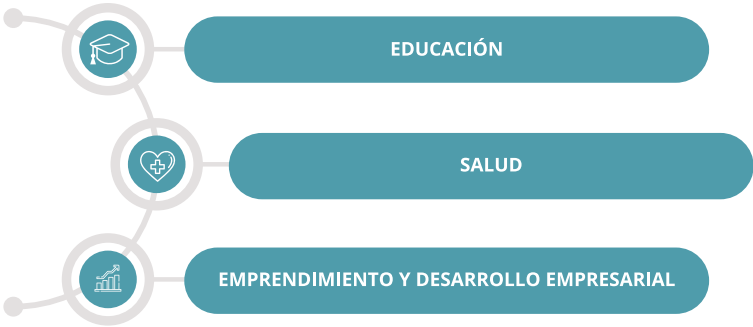 EDUCACIÓN
SALUD
EMPRENDIMIENTO Y DESARROLLO EMPRESARIAL